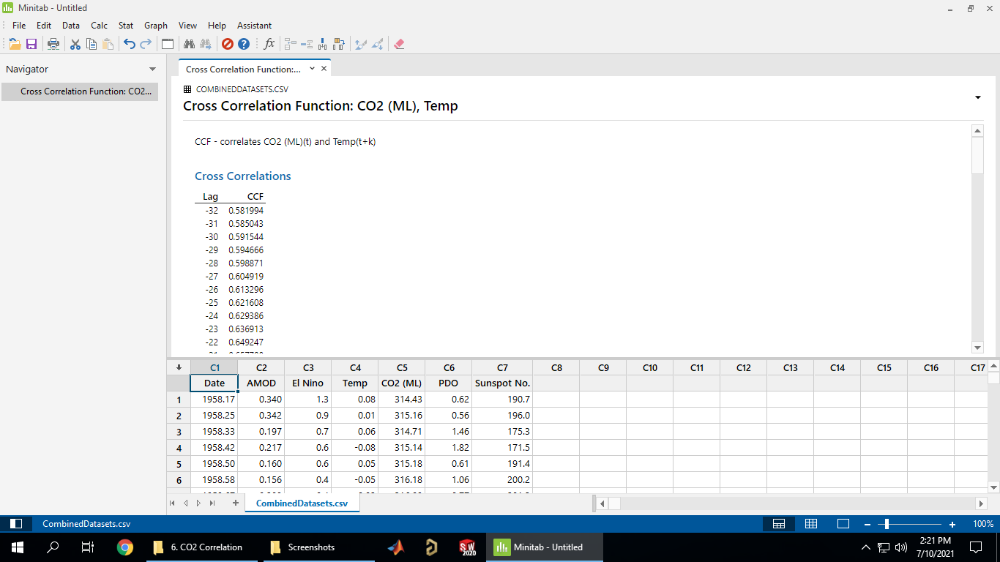 Minitab - Untitled
File Edit Data Calc Stat Graph View Help Assistant
fx
Navigator
Cross Correlation Function: CO2...
Cross Correlation Function:...
COMBINEDDATASETS.CSV
Cross Correlation Function: CO2 (ML), Temp
CCF - correlates CO2 (ML)(t) and Temp(t+k)
Cross Correlations
Lag CCF
-32 0.581994
-31 0.585043
-30 0.591544
-29 0.594666
-28 0.598871
-27 0.604919
-26 0.613296
-25 0.621608
-24 0.629386
-23 0.636913
-22 0.649247
C1 C2 C3 C4 C5 C6 C7 C8 C9 C10 C11 C12 C13 C14 C15 C16 C17
Date AMOD El Nino Temp CO2 (ML) PDO Sunspot No.
1 1958.17 0.340 1.3 0.08 314.43 0.62 190.7
2 1958.25 0.342 0.9 0.01 315.16 0.56 196.0
3 1958.33 0.197 0.7 0.06 314.71 1.46 175.3
4 1958.42 0.217 0.6 -0.08 315.14 1.82 171.5
5 1958.50 0.160 0.6 0.05 315.18 0.61 191.4
6 1958.58 0.156 0.4 -0.05 316.18 1.06 200.2
CombinedDatasets.csv
CombinedDatasets.csv 100%
6. CO2 Correlation Screenshots SW 2020 Minitab - Untitled
2:21 PM
7/10/2021